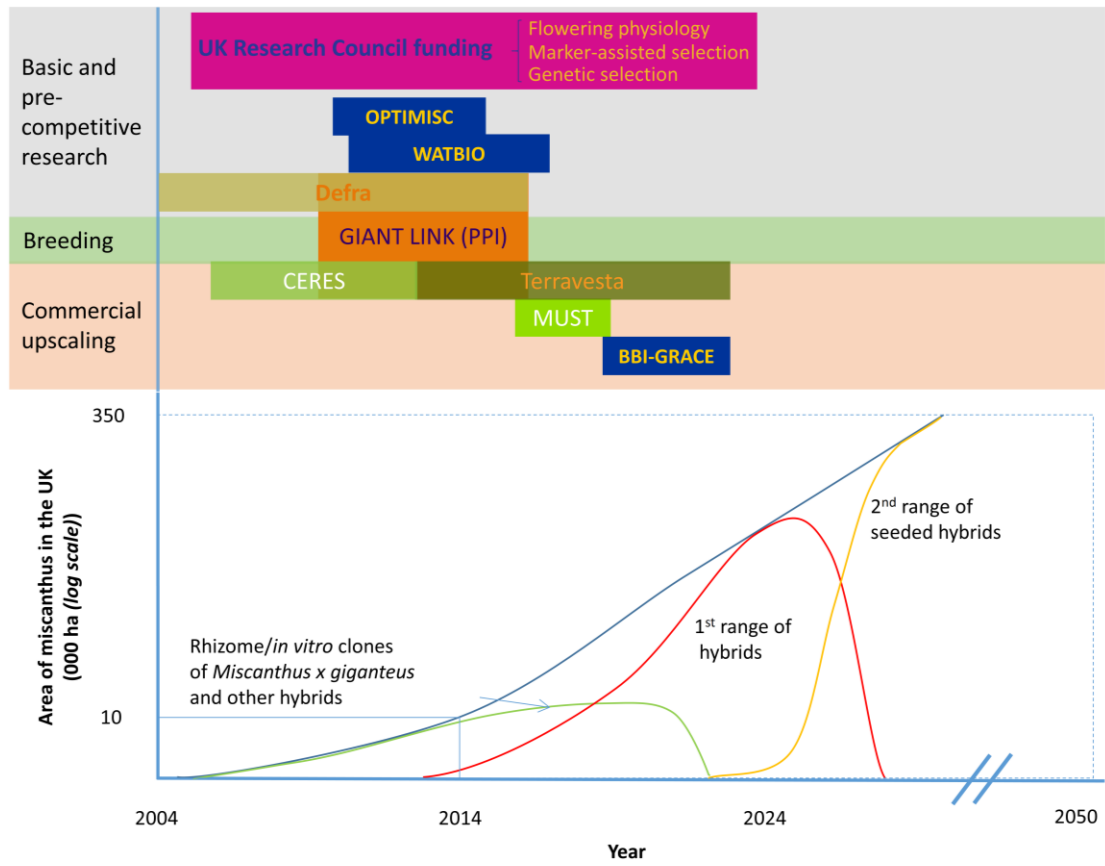 Basic and
pre-
competitive
research
UK Research Council funding
Flowering physiology
Marker-assisted selection
Genetic selection
OPTIMISC
WATBIO
Defra
Breeding
GIANT LINK (PPI)
Commercial
upscaling
CERES
Terravesta
MUST
BBI-GRACE
Area of miscanthus in the UK
(000 ha (log scale))
350
10
Rhizome/in vitro clones
of Miscanthus x giganteus
and other hybrids
1st range of
hybrids
2nd range of
seeded hybrids
2004
2014
2024
2050
Year